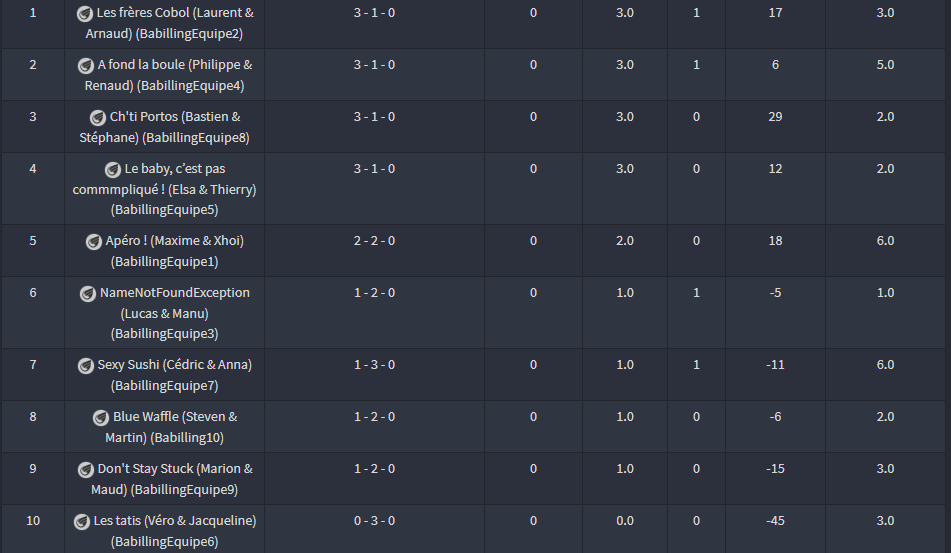 1 Les frères Cobol (Laurent & 3 - 1 - 0 0 3.0 1 17 3.0
Arnaud) (BabillingEquipe2)
2 A fond la boule (Philippe & 3 - 1 - 0 0 3.0 1 6 5.0
Renaud) (BabillingEquipe4)
3 Ch'ti Portos (Bastien & 3 - 1 - 0 0 3.0 0 29 2.0
Stéphane) (BabillingEquipe8)
4 Le baby, c’est pas 3 - 1 - 0 0 3.0 0 12 2.0
commmpliqué ! (Elsa & Thierry)
(BabillingEquipe5)
5 Apéro ! (Maxime & Xhoi) 2 - 2 - 0 0 2.0 0 18 6.0
(BabillingEquipe1)
6 NameNotFoundException 1 - 2 - 0 0 1.0 1 -5 1.0
(Lucas & Manu)
(BabillingEquipe3)
7 Sexy Sushi (Cédric & Anna) 1 - 3 - 0 0 1.0 1 -11 6.0
(BabillingEquipe7)
8 Blue Waffle (Steven & 1 - 2 - 0 0 1.0 0 -6 2.0
Martin) (Babilling10)
9 Don't Stay Stuck (Marion & 1 - 2 - 0 0 1.0 0 -15 3.0
Maud) (BabillingEquipe9)
10 Les tatis (Véro & Jacqueline) 0 - 3 - 0 0 0.0 0 -45 3.0
(BabillingEquipe6)